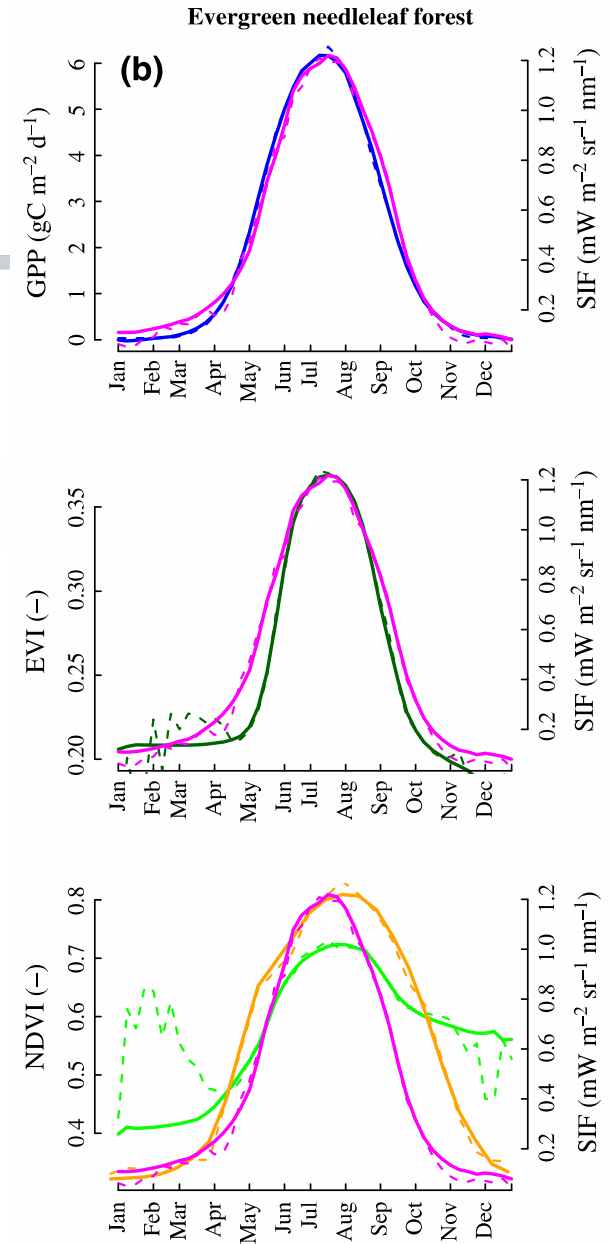 Evergreen needleleaf forest
(b)
GPP (gC m−2 d−1)
0 1 2 3 4 5 6
SIF (mW m−2 sr−1 nm−1)
0.2 0.4 0.6 0.8 1.0 1.2
Jan Feb Mar Apr May Jun Jul Aug Sep Oct Nov Dec
EVI (−)
0.20 0.25 0.30 0.35
SIF (mW m−2 sr−1 nm−1)
0.2 0.4 0.6 0.8 1.0 1.2
Jan Feb Mar Apr May Jun Jul Aug Sep Oct Nov Dec
NDVI (−)
0.4 0.5 0.6 0.7 0.8
SIF (mW m−2 sr−1 nm−1)
0.2 0.4 0.6 0.8 1.0 1.2
Jan Feb Mar Apr May Jun Jul Aug Sep Oct Nov Dec